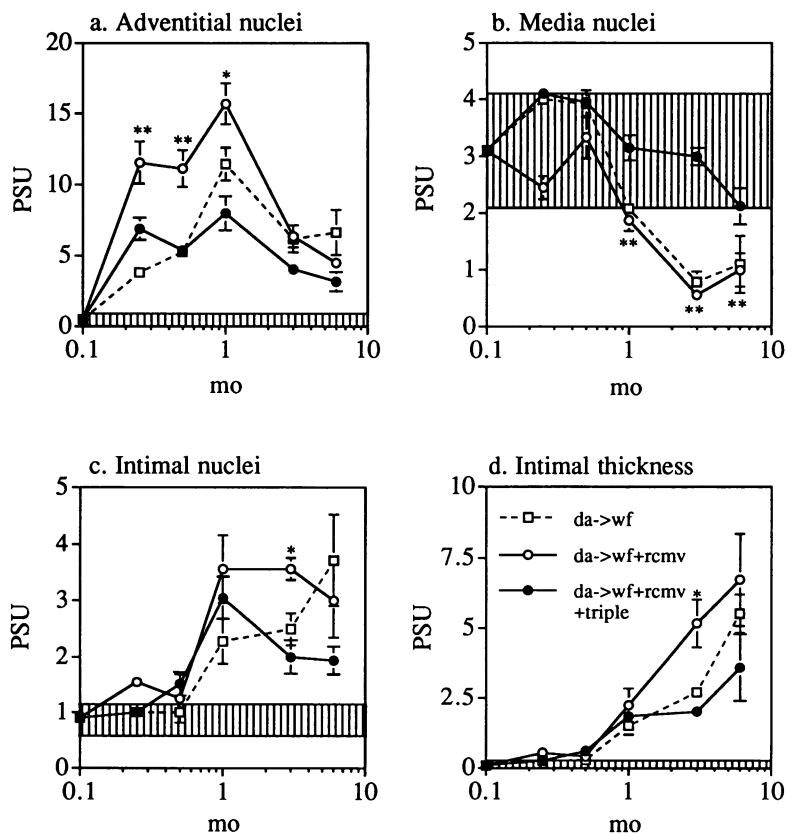 a. Adventitial nuclei
20
15
10
5
0
PSU
**
**
*
0.1
1
10
mo
b. Media nuclei
5
4
3
2
1
0
PSU
**
**
**
0.1
1
10
mo
c. Intimal nuclei
5
4
3
2
1
0
PSU
*
0.1
1
10
mo
d. Intimal thickness
10
7.5
5
2.5
0
PSU
da->wf
da->wf+rcmv
da->wf+rcmv
+triple
*
0.1
1
10
mo